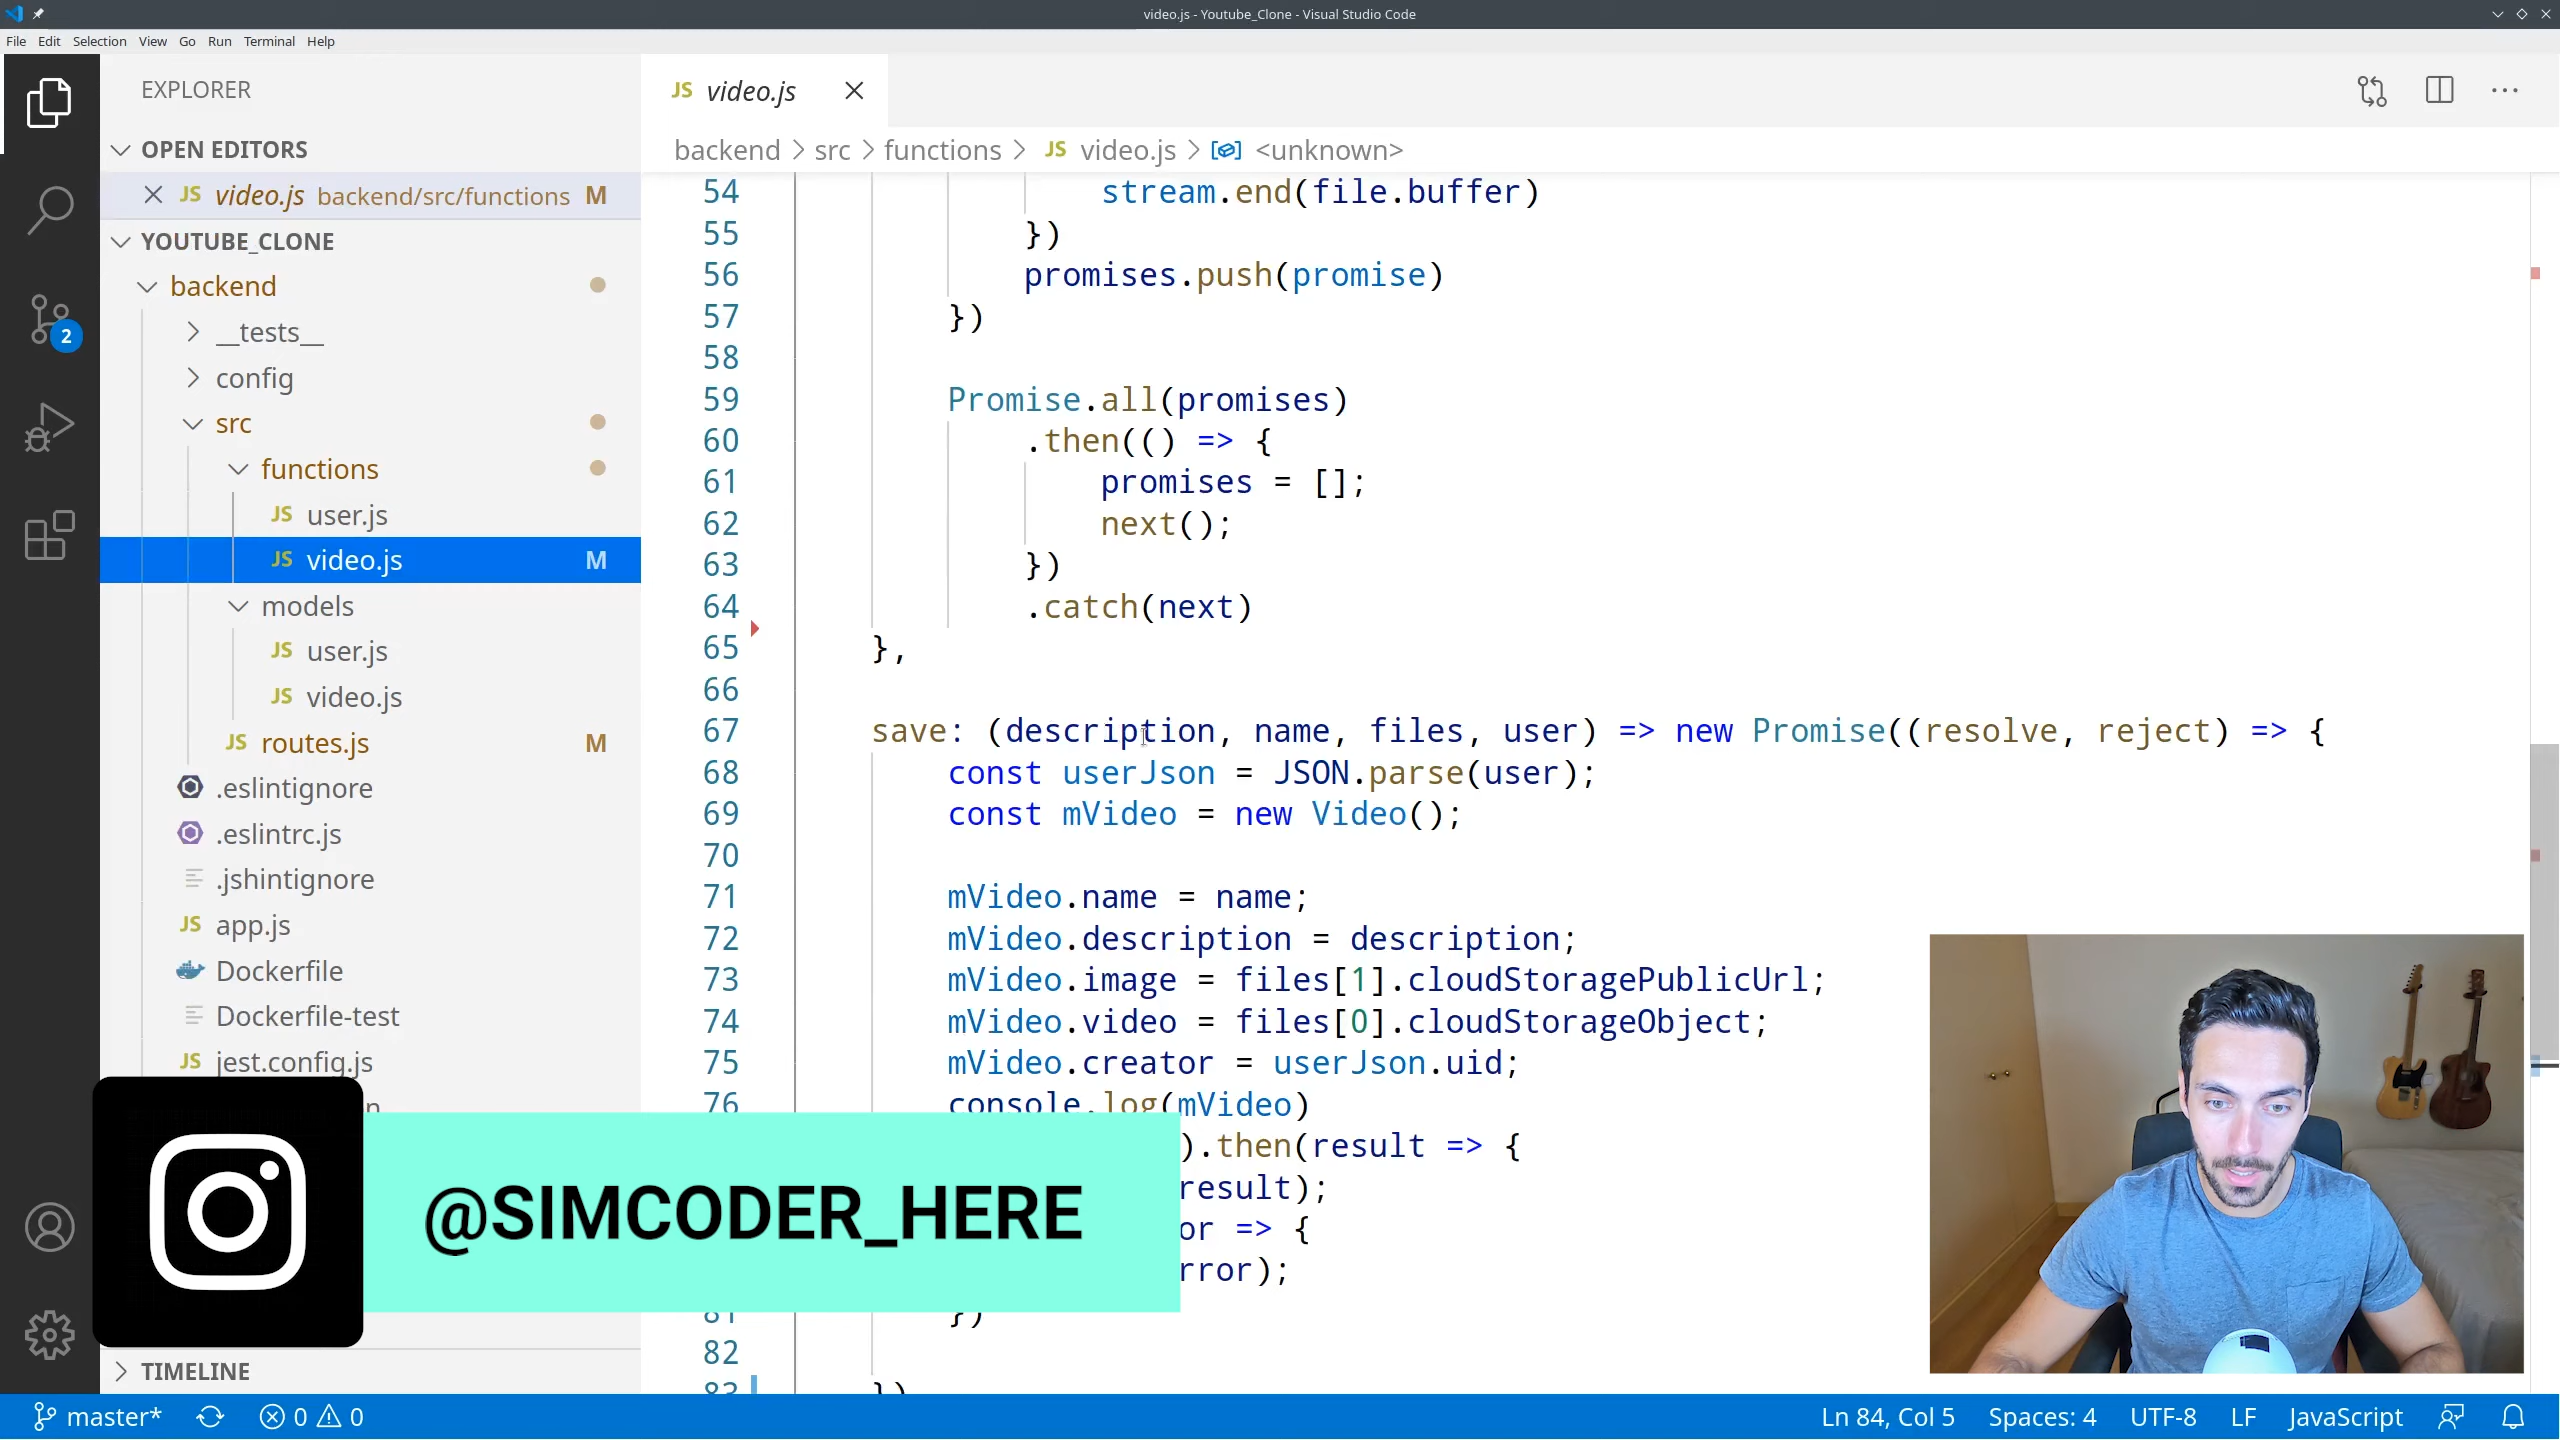 video.js - Youtube_Clone - Visual Studio Code
File Edit Selection View Go Run Terminal Help
EXPLORER
OPEN EDITORS
JS video.js backend/src/functions M
YOUTUBE_CLONE
backend
__tests__
config
src
functions
JS user.js
JS video.js M
models
JS user.js
JS video.js
JS routes.js M
.eslintignore
.eslintrc.js
.jshintignore
JS app.js
Dockerfile
Dockerfile-test
JS jest.config.js
TIMELINE
2
JS video.js
backend > src > functions > JS video.js > <unknown>
54 stream.end(file.buffer)
55 })
56 promises.push(promise)
57 })
58
59 Promise.all(promises)
60 .then(() => {
61 promises = [];
62 next();
63 })
64 .catch(next)
65 },
66
67 save: (description, name, files, user) => new Promise((resolve, reject) => {
68 const userJson = JSON.parse(user);
69 const mVideo = new Video();
70
71 mVideo.name = name;
72 mVideo.description = description;
73 mVideo.image = files[1].cloudStoragePublicUrl;
74 mVideo.video = files[0].cloudStorageObject;
75 mVideo.creator = userJson.uid;
76 console.log(mVideo)
).then(result => {
result);
or => {
rror);
81 })
82
83 })
@SIMCODER_HERE
master* 0 0 Ln 84, Col 5 Spaces: 4 UTF-8 LF JavaScript